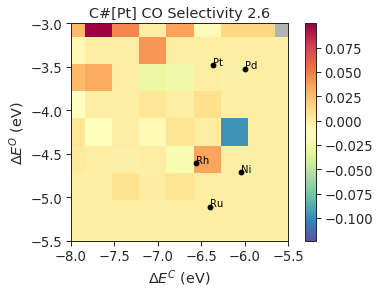 C#[Pt] CO Selectivity 2.6
ΔE^O (eV)
−3.0
−3.5
−4.0
−4.5
−5.0
−5.5
Pt
Pd
Rh
Ni
Ru
−8.0 −7.5 −7.0 −6.5 −6.0 −5.5
ΔE^C (eV)
0.075
0.050
0.025
0.000
−0.025
−0.050
−0.075
−0.100